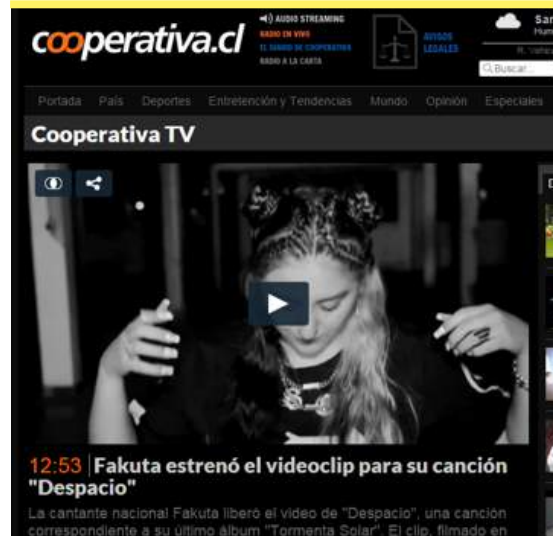 cooperativa.cl
AUDIO STREAMING
RADIO EN VIVO
EL DIARIO DE COOPERATIVA
RADIO A LA CARTA
AVISOS
LEGALES
Buscar...
Portada País Deportes Entretención y Tendencias Mundo Opinión Especiales
Cooperativa TV
12:53 Fakuta estrenó el videoclip para su canción
"Despacio"
La cantante nacional Fakuta liberó el video de "Despacio", una canción
correspondiente a su último álbum "Tormenta Solar". El clip, filmado en